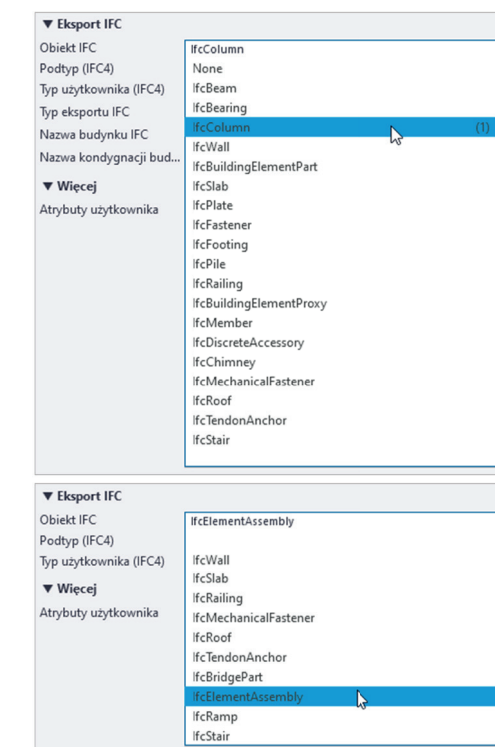 ▼ Eksport IFC
Obiekt IFC IfcColumn
Podtyp (IFC4) None
Typ użytkownika (IFC4) IfcBeam
IfcBearing
Typ eksportu IFC
IfcColumn (1)
Nazwa budynku IFC
IfcWall
Nazwa kondygnacji bud...
IfcBuildingElementPart
▼ Więcej IfcSlab
Atrybuty użytkownika IfcPlate
IfcFastener
IfcFooting
IfcPile
IfcRailing
IfcBuildingElementProxy
IfcMember
IfcDiscreteAccessory
IfcChimney
IfcMechanicalFastener
IfcRoof
IfcTendonAnchor
IfcStair
▼ Eksport IFC
Obiekt IFC IfcElementAssembly
Podtyp (IFC4)
Typ użytkownika (IFC4) IfcWall
IfcSlab
▼ Więcej
IfcRailing
Atrybuty użytkownika IfcMechanicalFastener
IfcRoof
IfcTendonAnchor
IfcBridgePart
IfcElementAssembly
IfcRamp
IfcStair